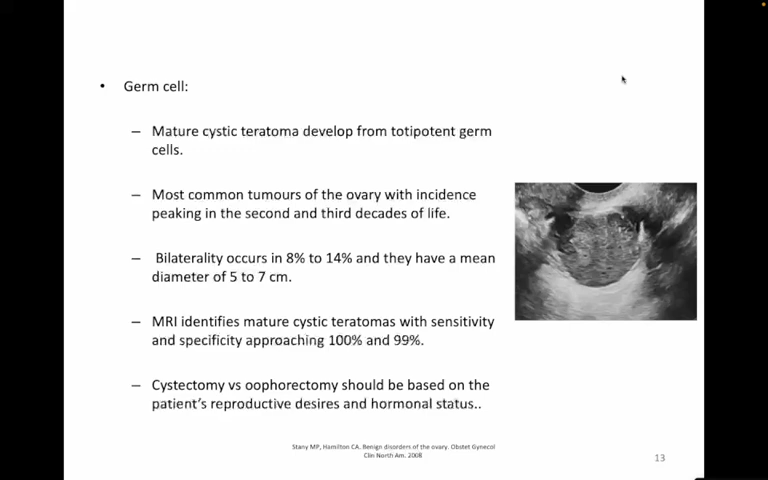 • Germ cell:
– Mature cystic teratoma develop from totipotent germ
cells.
– Most common tumours of the ovary with incidence
peaking in the second and third decades of life.
– Bilaterality occurs in 8% to 14% and they have a mean
diameter of 5 to 7 cm.
– MRI identifies mature cystic teratomas with sensitivity
and specificity approaching 100% and 99%.
– Cystectomy vs oophorectomy should be based on the
patient’s reproductive desires and hormonal status..
Stany MP, Hamilton CA. Benign disorders of the ovary. Obstet Gynecol
Clin North Am. 2008
13